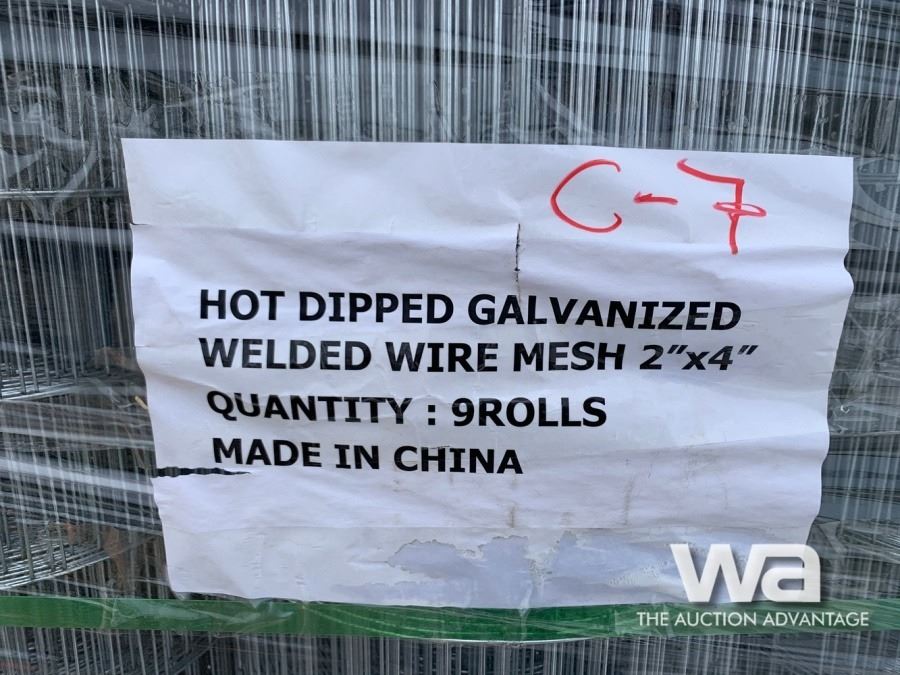 C-7
HOT DIPPED GALVANIZED
WELDED WIRE MESH 2"x4"
QUANTITY : 9ROLLS
MADE IN CHINA
wa
THE AUCTION ADVANTAGE